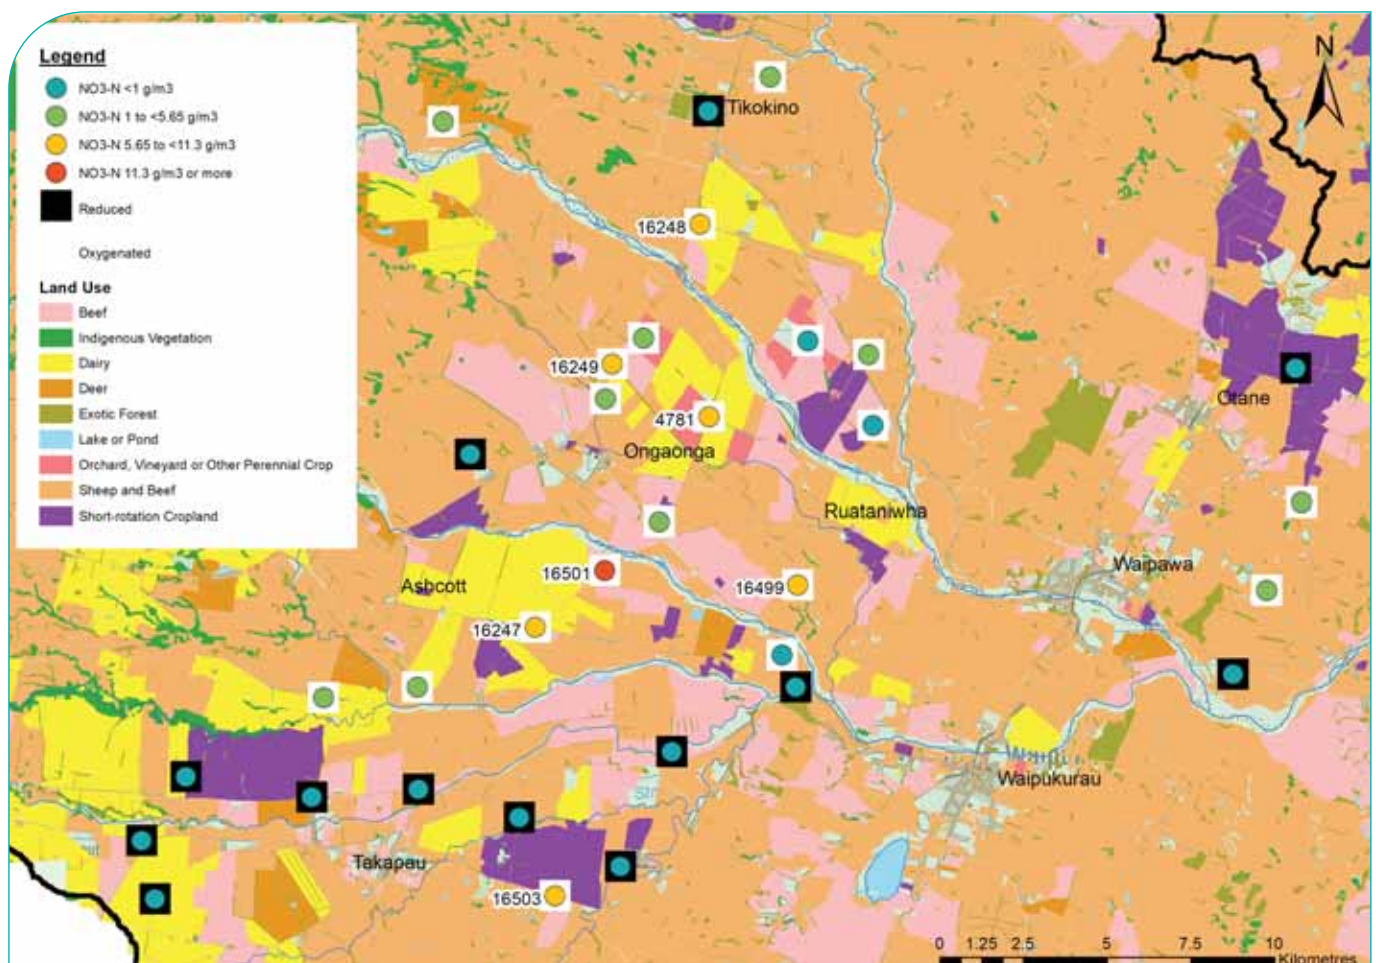 Legend
NO3-N <1 g/m3
NO3-N 1 to <5.65 g/m3
NO3-N 5.65 to <11.3 g/m3
NO3-N 11.3 g/m3 or more
Reduced
Oxygenated
Land Use
Beef
Indigenous Vegetation
Dairy
Deer
Exotic Forest
Lake or Pond
Orchard, Vineyard or Other Perennial Crop
Sheep and Beef
Short-rotation Cropland
N
Tikokino
16248
16249
4781
Ongaonga
Otane
Ruataniwha
Ashcott
16501
16499
Waipawa
16247
Waipukurau
Takapau
16503
0 1.25 2.5 5 7.5 10
Kilometres